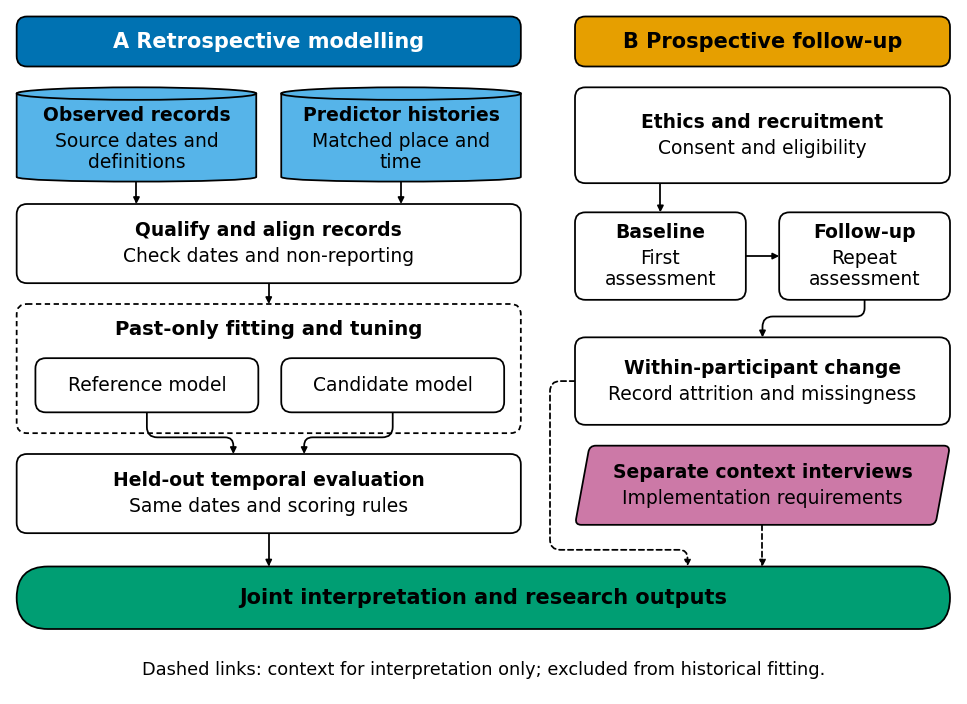 A Retrospective modelling
B Prospective follow-up
Observed records
Source dates and
definitions
Predictor histories
Matched place and
time
Ethics and recruitment
Consent and eligibility
Qualify and align records
Check dates and non-reporting
Baseline
First
assessment
Follow-up
Repeat
assessment
Past-only fitting and tuning
Reference model
Candidate model
Within-participant change
Record attrition and missingness
Held-out temporal evaluation
Same dates and scoring rules
Separate context interviews
Implementation requirements
Joint interpretation and research outputs
Dashed links: context for interpretation only; excluded from historical fitting.